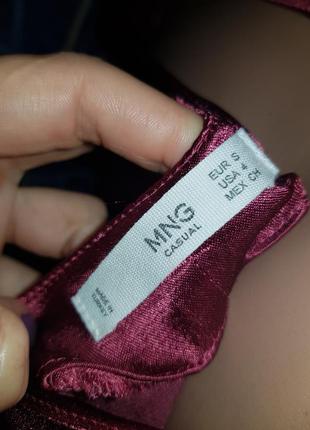 MNG
CASUAL
EUR S
USA 4
MEX CH
MADE IN
TURKEY